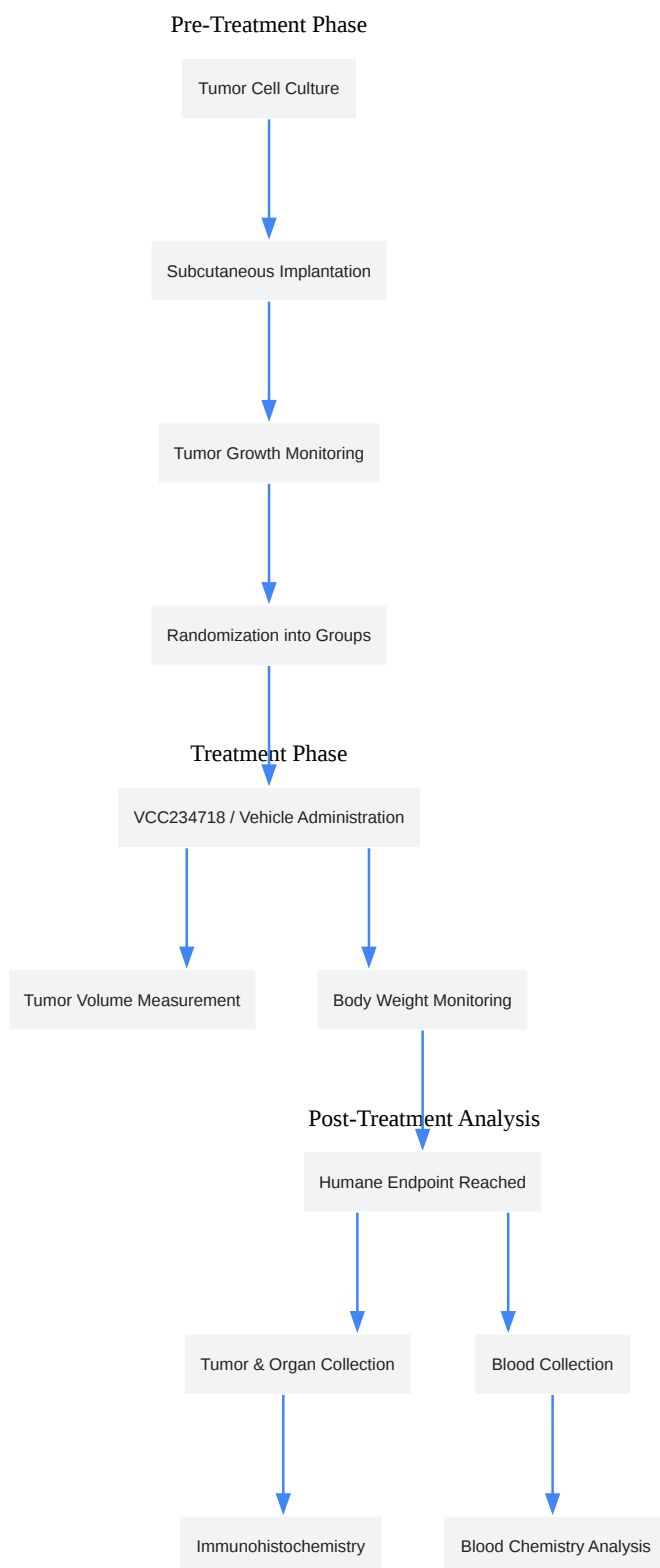 Pre-Treatment Phase
Tumor Cell Culture
Subcutaneous Implantation
Tumor Growth Monitoring
Randomization into Groups
Treatment Phase
VCC234718 / Vehicle Administration
Tumor Volume Measurement
Body Weight Monitoring
Post-Treatment Analysis
Humane Endpoint Reached
Tumor & Organ Collection
Blood Collection
Immunohistochemistry
Blood Chemistry Analysis